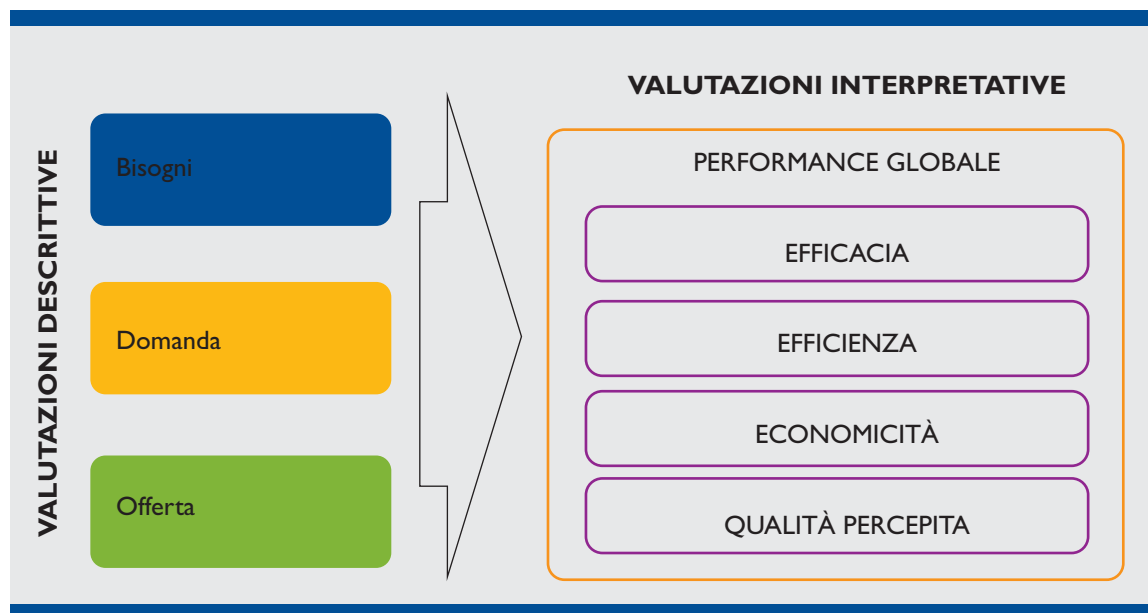 VALUTAZIONI DESCRITTIVE
Bisogni
Domanda
Offerta
VALUTAZIONI INTERPRETATIVE
PERFORMANCE GLOBALE
EFFICACIA
EFFICIENZA
ECONOMICITÀ
QUALITÀ PERCEPITA